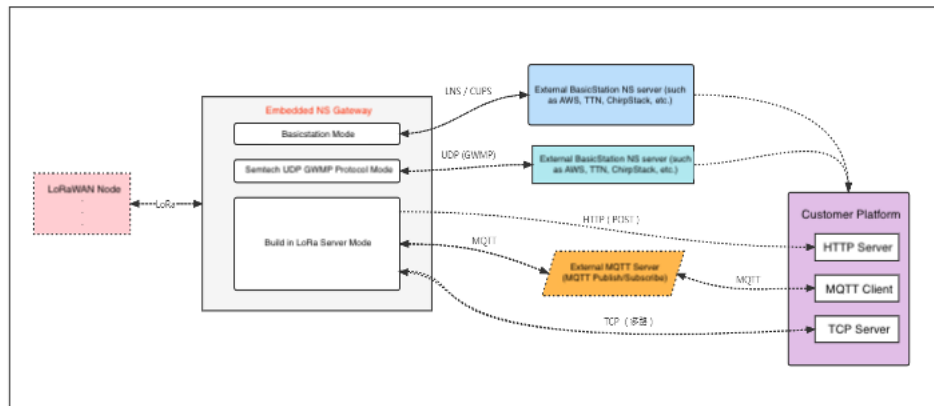 LNS / CUPS
External BasicStation NS server (such
as AWS, TTN, ChirpStack, etc.)
Embedded NS Gateway
Basicstation Mode
UDP (GWMP)
External BasicStation NS server (such
as AWS, TTN, ChirpStack, etc.)
Semtech UDP GWMP Protocol Mode
LoRaWAN Node
LoRa
Build in LoRa Server Mode
HTTP ( POST )
MQTT
External MQTT Server
(MQTT Publish/Subscribe)
MQTT
TCP ( 多路 )
Customer Platform
HTTP Server
MQTT Client
TCP Server